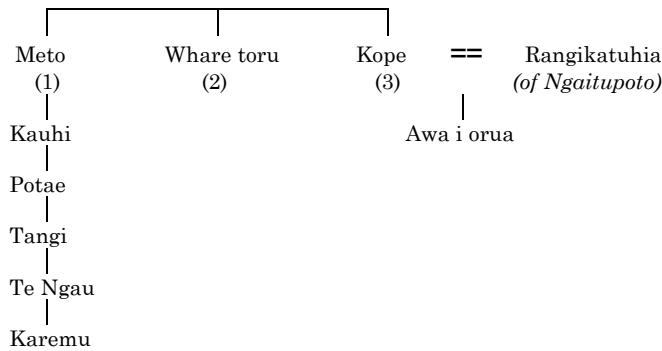 Meto Whare toru Kope == Rangikatuhia
(1) (2) (3) (of Ngaitupoto)
Kauhi Awa i orua
Potae
Tangi
Te Ngau
Karemu